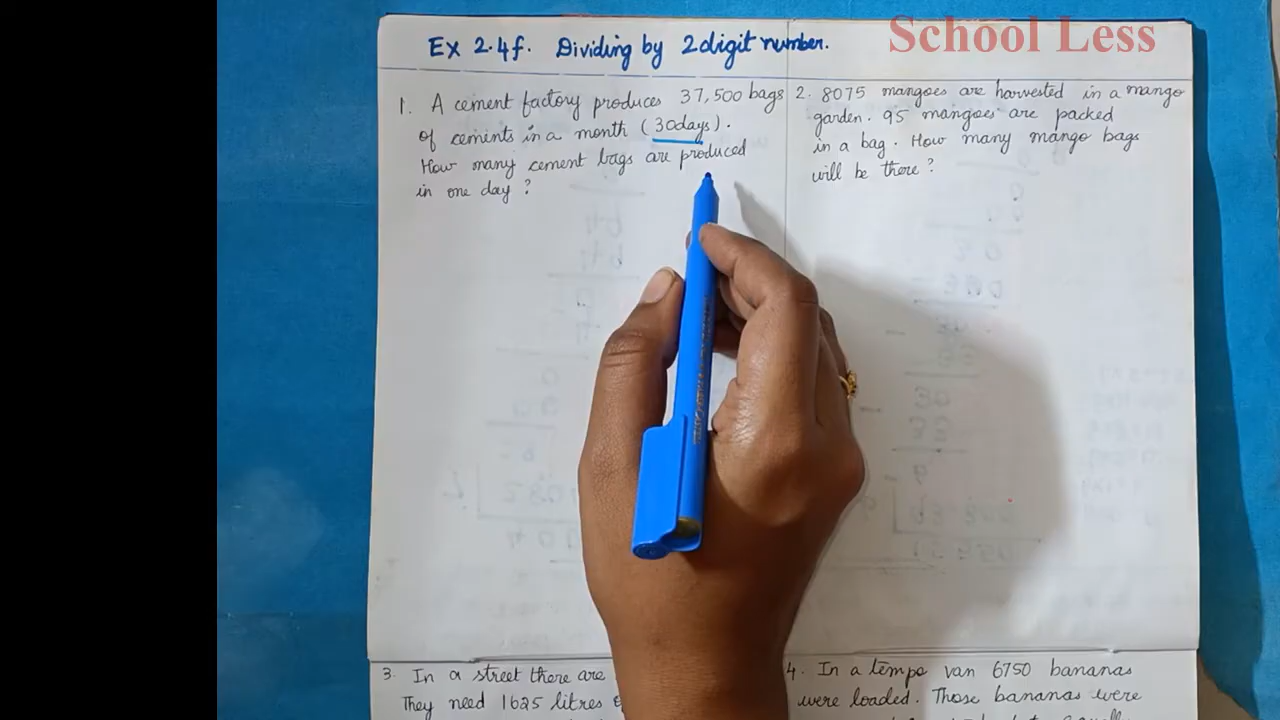 School Less
Ex 2.4f. Dividing by 2digit number.
1. A cement factory produces 37,500 bags
of cements in a month (30days).
How many cement bags are produced
in one day?
2. 8075 mangoes are harvested in a mango
garden. 95 mangoes are packed
in a bag. How many mango bags
will be there?
3. In a street there are
They need 1625 litres
4. In a tempo van 6750 bananas
were loaded. Those bananas were